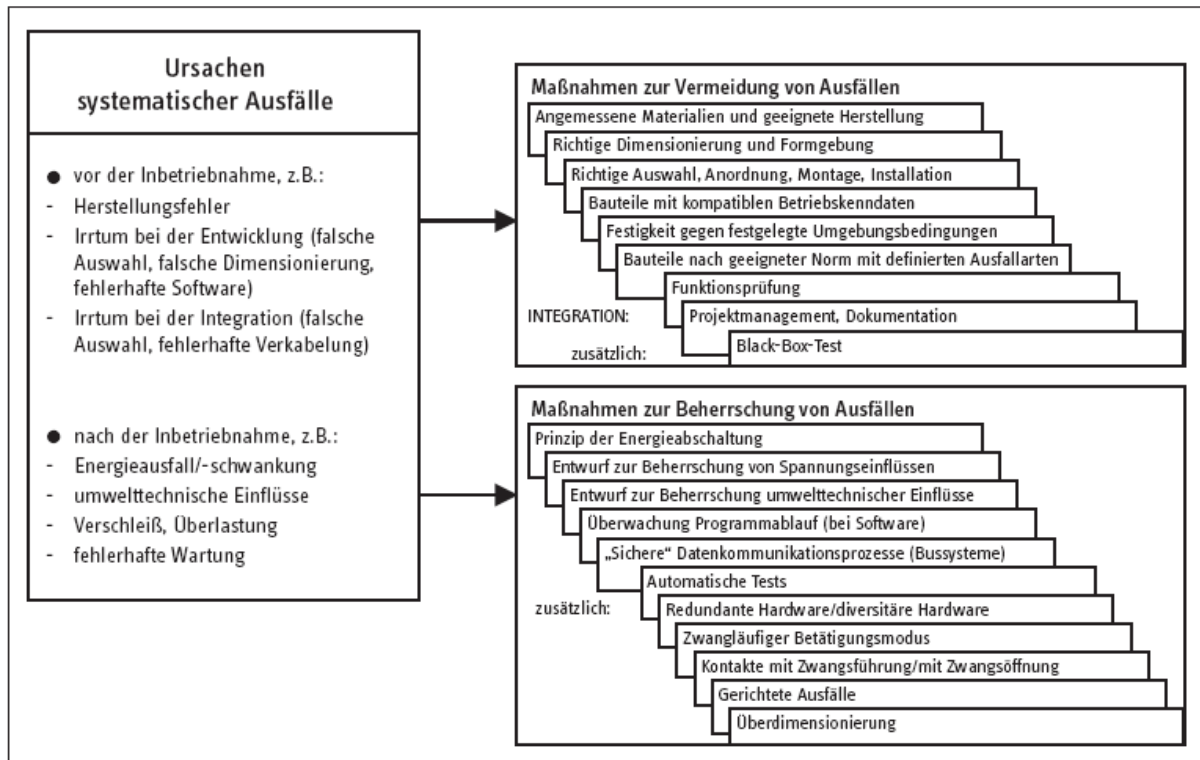 Ursachen
systematischer Ausfälle
● vor der Inbetriebnahme, z.B.:
- Herstellungsfehler
- Irrtum bei der Entwicklung (falsche
Auswahl, falsche Dimensionierung,
fehlerhafte Software)
- Irrtum bei der Integration (falsche
Auswahl, fehlerhafte Verkabelung)
● nach der Inbetriebnahme, z.B.:
- Energieausfall/-schwankung
- umwelttechnische Einflüsse
- Verschleiß, Überlastung
- fehlerhafte Wartung
Maßnahmen zur Vermeidung von Ausfällen
Angemessene Materialien und geeignete Herstellung
Richtige Dimensionierung und Formgebung
Richtige Auswahl, Anordnung, Montage, Installation
Bauteile mit kompatiblen Betriebskenndaten
Festigkeit gegen festgelegte Umgebungsbedingungen
Bauteile nach geeigneter Norm mit definierten Ausfallarten
Funktionsprüfung
INTEGRATION: Projektmanagement, Dokumentation
zusätzlich: Black-Box-Test
Maßnahmen zur Beherrschung von Ausfällen
Prinzip der Energieabschaltung
Entwurf zur Beherrschung von Spannungseinflüssen
Entwurf zur Beherrschung umwelttechnischer Einflüsse
Überwachung Programmablauf (bei Software)
„Sichere“ Datenkommunikationsprozesse (Bussysteme)
Automatische Tests
zusätzlich: Redundante Hardware/diversitäre Hardware
Zwangläufiger Betätigungsmodus
Kontakte mit Zwangsführung/mit Zwangsöffnung
Gerichtete Ausfälle
Überdimensionierung